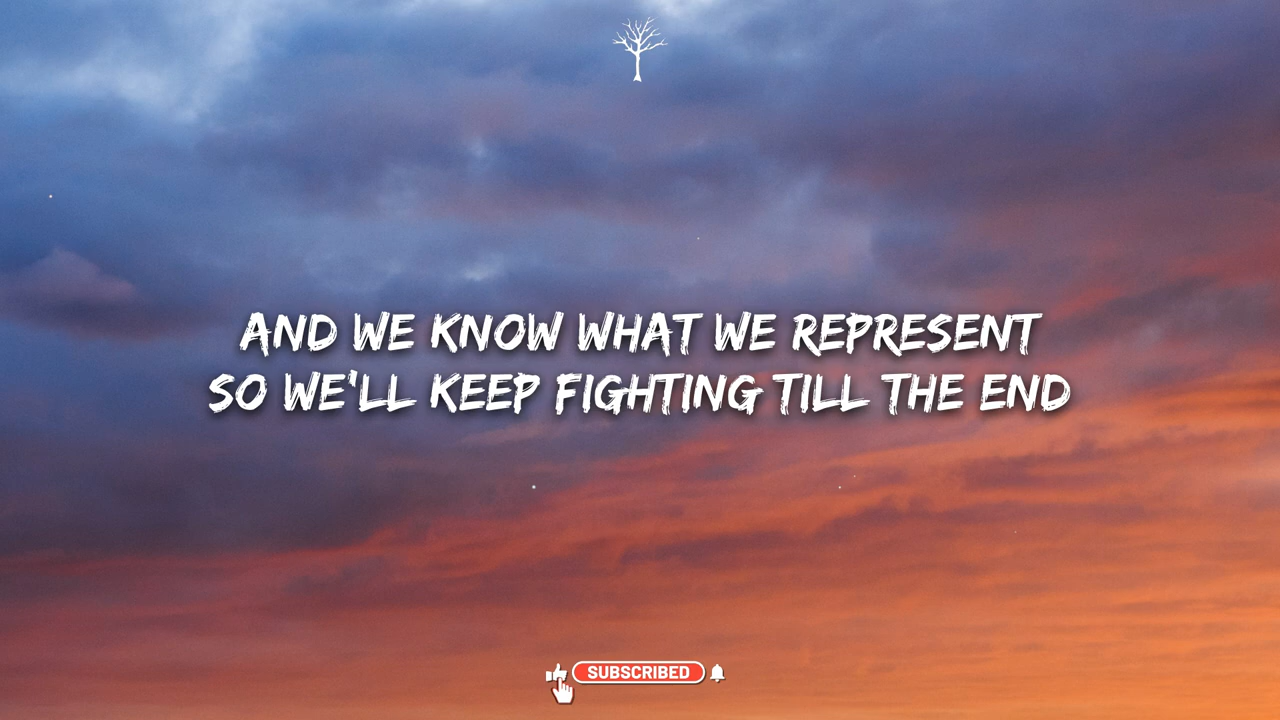 AND WE KNOW WHAT WE REPRESENT
SO WE'LL KEEP FIGHTING TILL THE END
SUBSCRIBED